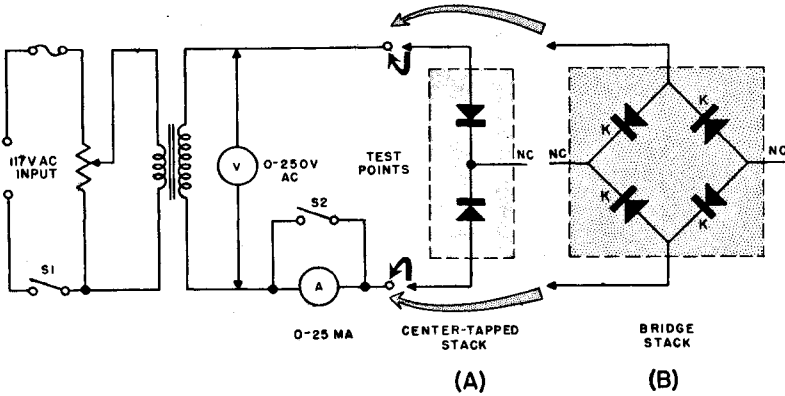 117V AC
INPUT
S1
V
0-250V
AC
S2
A
0-25 MA
TEST
POINTS
NC
CENTER-TAPPED
STACK
(A)
NC
K
K
K
K
NC
BRIDGE
STACK
(B)